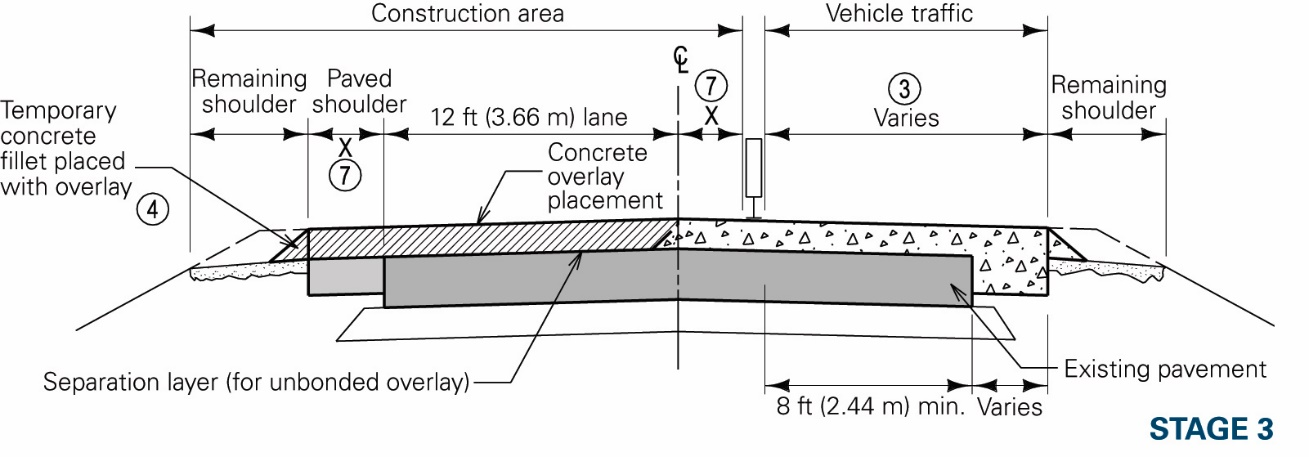 Construction area
Vehicle traffic
Remaining
shoulder
Paved
shoulder
12 ft (3.66 m) lane
℄
7
X
3
Varies
Remaining
shoulder
Temporary
concrete
fillet placed
with overlay
4
X
7
Concrete
overlay
placement
Separation layer (for unbonded overlay)
Existing pavement
8 ft (2.44 m) min.
Varies
STAGE 3